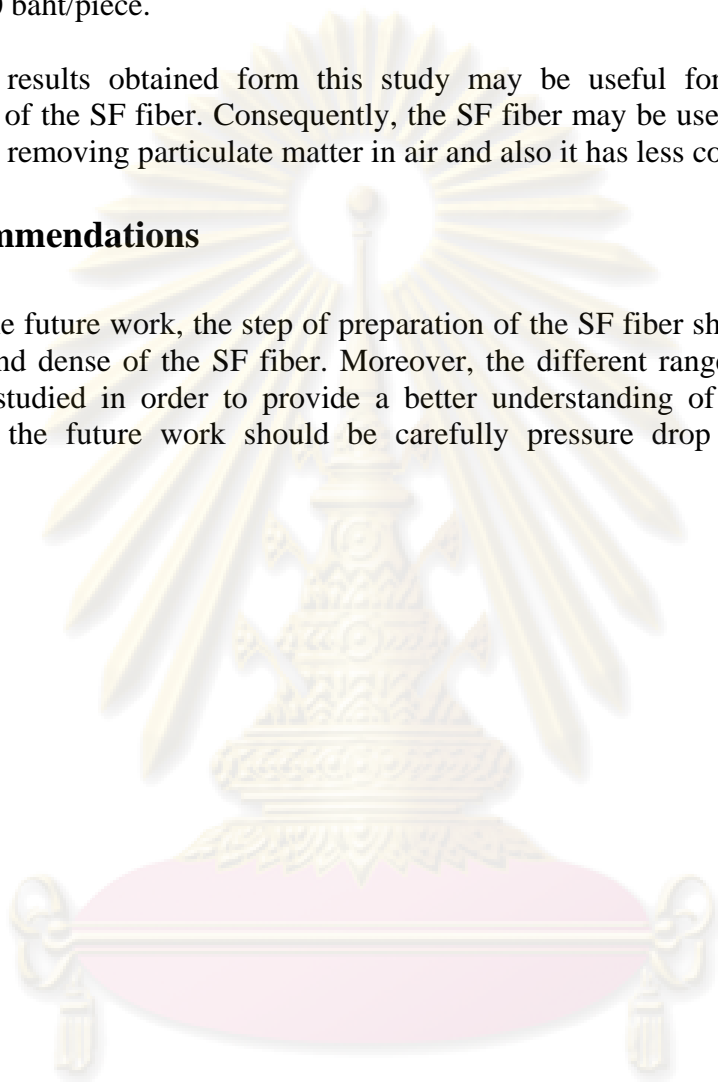 baht/piece.
results obtained form this study may be useful for
of the SF fiber. Consequently, the SF fiber may be use
removing particulate matter in air and also it has less co
mmendations
e future work, the step of preparation of the SF fiber sh
nd dense of the SF fiber. Moreover, the different range
studied in order to provide a better understanding of
the future work should be carefully pressure drop